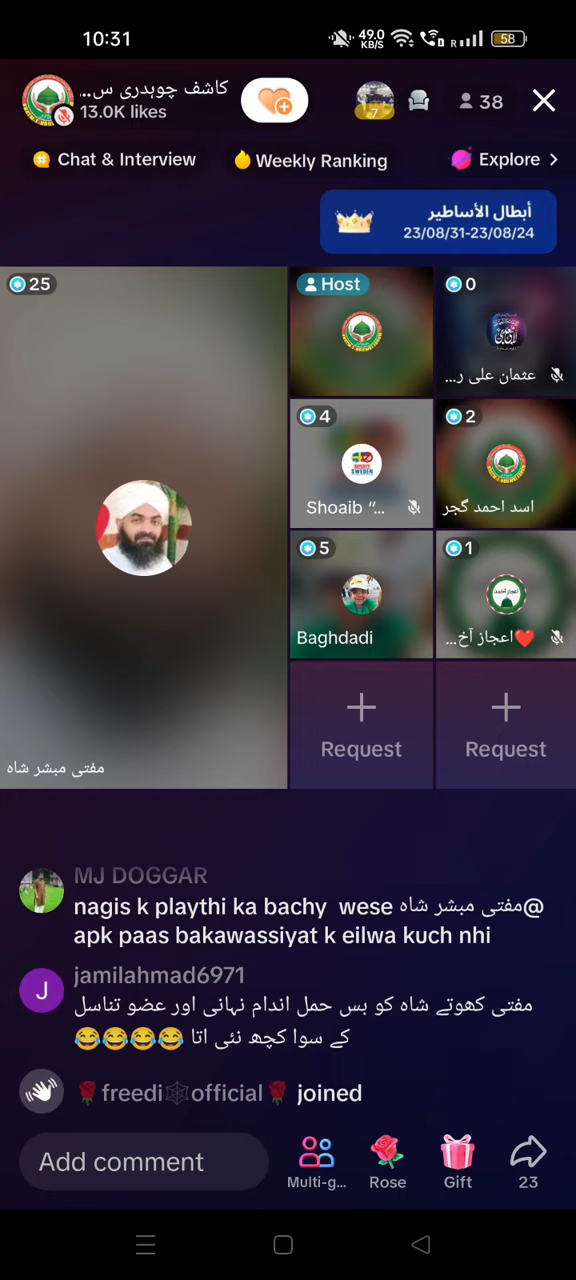 10:31
49.0
KB/S
R
58
کاشف چوہدری س...
13.0K likes
7
38
Chat & Interview
Weekly Ranking
Explore
أبطال الأساطير
23/08/31-23/08/24
25
Host
0
عثمان علی ر...
4
SWEDEN
Shoaib “...
2
اسد احمد گجر
5
Baghdadi
1
اعجاز آخ...
Request
Request
مفتی مبشر شاہ
MJ DOGGAR
nagis k playthi ka bachy wese مفتی مبشر شاہ@
apk paas bakawassiyat k eilwa kuch nhi
J
jamilahmad6971
مفتی کھوتے شاہ کو بس حمل اندام نہانی اور عضو تناسل
کے سوا کچھ نئی اتا 😂😂😂😂
🌹freedi🕸official🌹 joined
Add comment
Multi-g...
Rose
Gift
23